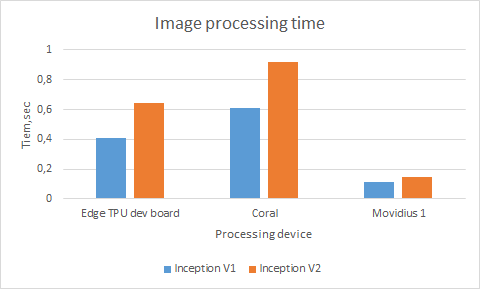 Image processing time
1
0,8
0,6
0,4
0,2
0
Tiem,sec
Edge TPU dev board Coral Movidius 1
Processing device
Inception V1 Inception V2